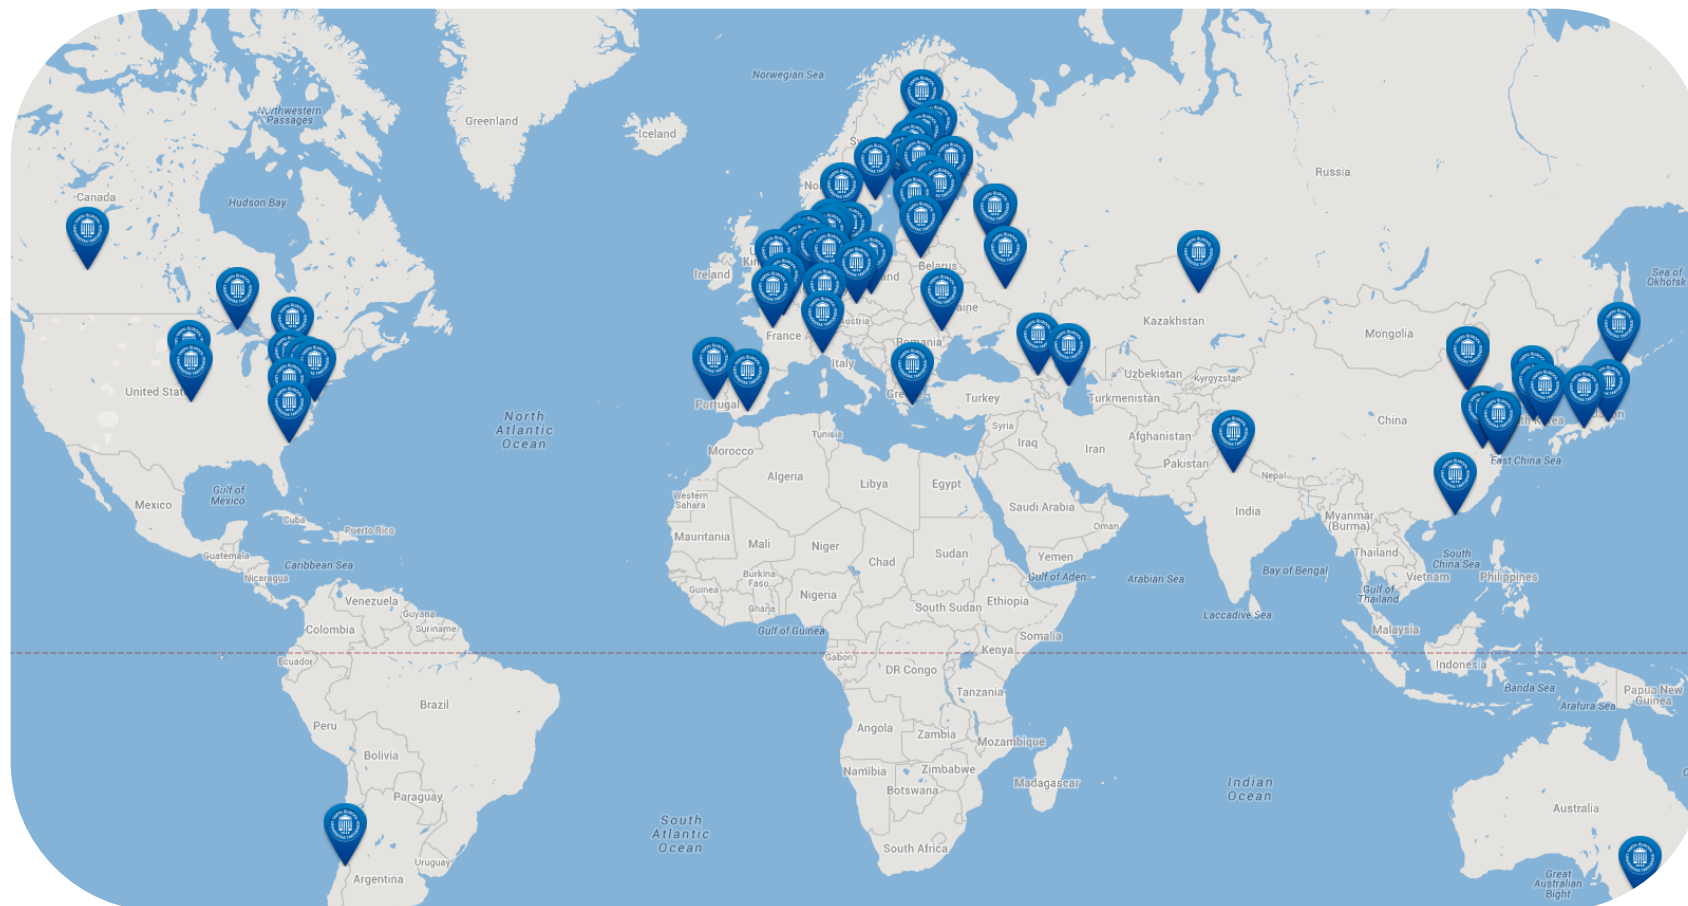 Norwegian Sea
Greenland
Northwestern
Passages
Iceland
Russia
Canada
Hudson Bay
Ireland
Belarus
Sea of
Okhotsk
Kazakhstan
Mongolia
France
Austria
Romania
Italy
United
Uzbekistan
Kyrgyzstan
Portugal
Turkey
Turkmenistan
North
Atlantic
Ocean
China
Tunisia
Syria
Afghanistan
Morocco
Iraq
Iran
Pakistan
East China Sea
Algeria
Libya
Egypt
Nepal
Gulf of
Mexico
Western
Sahara
Mexico
Saudi Arabia
India
Cuba
Puerto Rico
Myanmar
(Burma)
Oman
Mauritania
Mali
Niger
Sudan
Yemen
Thailand
South
China Sea
Guatemala
Caribbean Sea
Chad
Nicaragua
Burkina
Faso
Gulf of Aden
Arabian Sea
Bay of Bengal
Vietnam
Philippines
Guinea
Nigeria
Gulf of
Thailand
Venezuela
Guyana
Ghana
South Sudan
Ethiopia
Laccadive Sea
Colombia
Suriname
Gulf of Guinea
Somalia
Malaysia
Ecuador
Gabon
Kenya
DR Congo
Indonesia
Tanzania
Banda Sea
Papua New
Guinea
Brazil
Arafura Sea
Peru
Angola
Zambia
Mozambique
Bolivia
Namibia
Zimbabwe
Madagascar
Indian
Ocean
Botswana
Paraguay
Australia
South
Atlantic
Ocean
South Africa
Uruguay
Argentina
Great
Australian
Bight